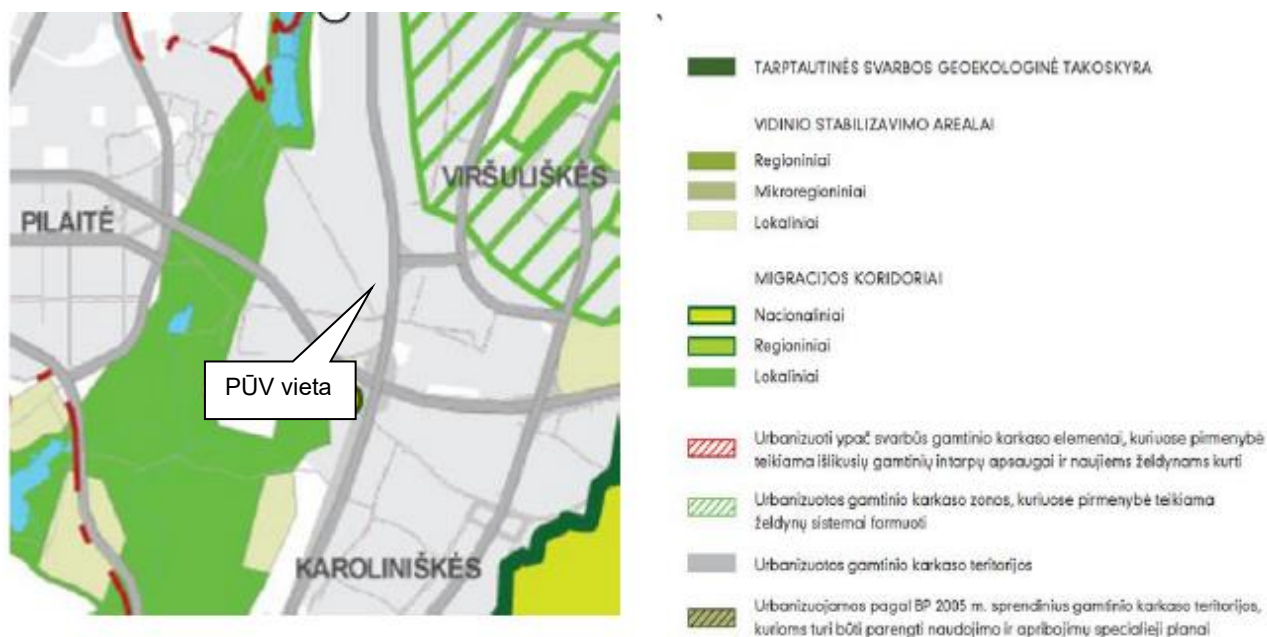 PILAITĖ
VIRŠULIŠKĖS
PŪV vieta
KAROLINIŠKĖS
TARPTAUTINĖS SVARBOS GEOEKOLOGINĖ TAKOSKYRA
VIDINIO STABILIZAVIMO AREALAI
Regioniniai
Mikroregioniniai
Lokaliniai
MIGRACIJOS KORIDORIAI
Nacionaliniai
Regioniniai
Lokaliniai
Urbanizuoti ypač svarbūs gamtinio karkaso elementai, kuriuose pirmenybė
teikiama išlikusių gamtinių intarpų apsaugai ir naujiems želdynams kurti
Urbanizuotos gamtinio karkaso zonos, kuriuose pirmenybė teikiama
želdynų sistemai formuoti
Urbanizuotos gamtinio karkaso teritorijos
Urbanizuojamos pagal BP 2005 m. sprendinius gamtinio karkaso teritorijos,
kurioms turi būti parengti naudojimo ir apribojimų specialieji planai